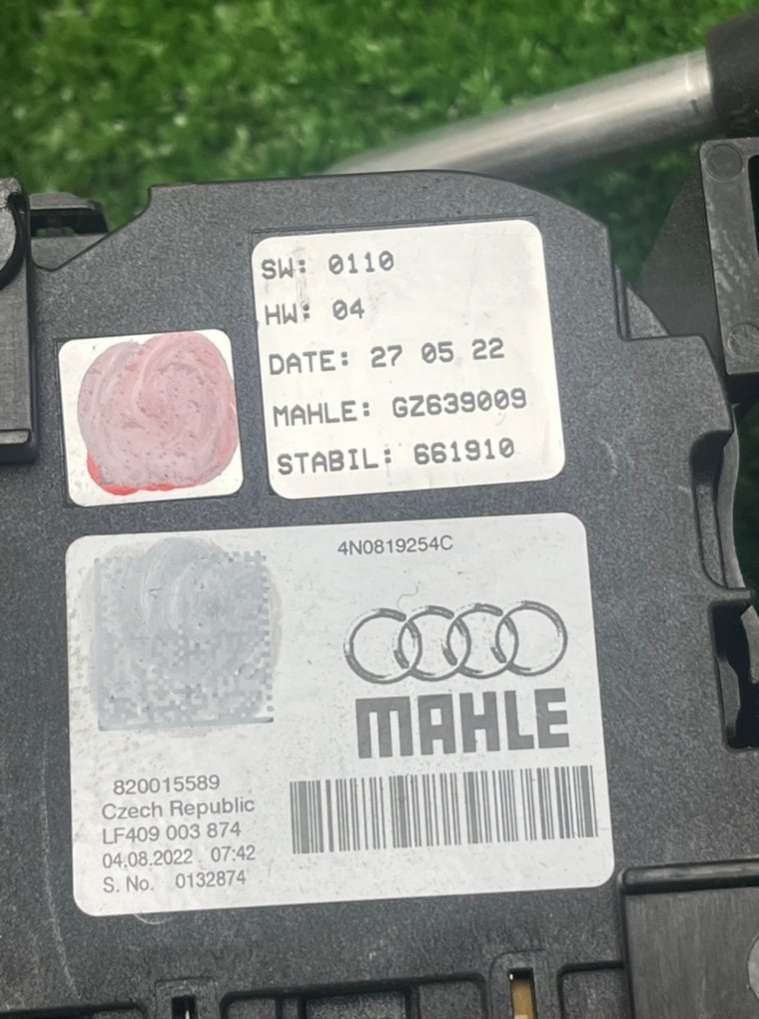 SW: 0110
HW: 04
DATE: 27 05 22
MAHLE: GZ639009
STABIL: 661910
4N0819254C
MAHLE
820015589
Czech Republic
LF409 003 874
04.08.2022 07:42
S. No. 0132874